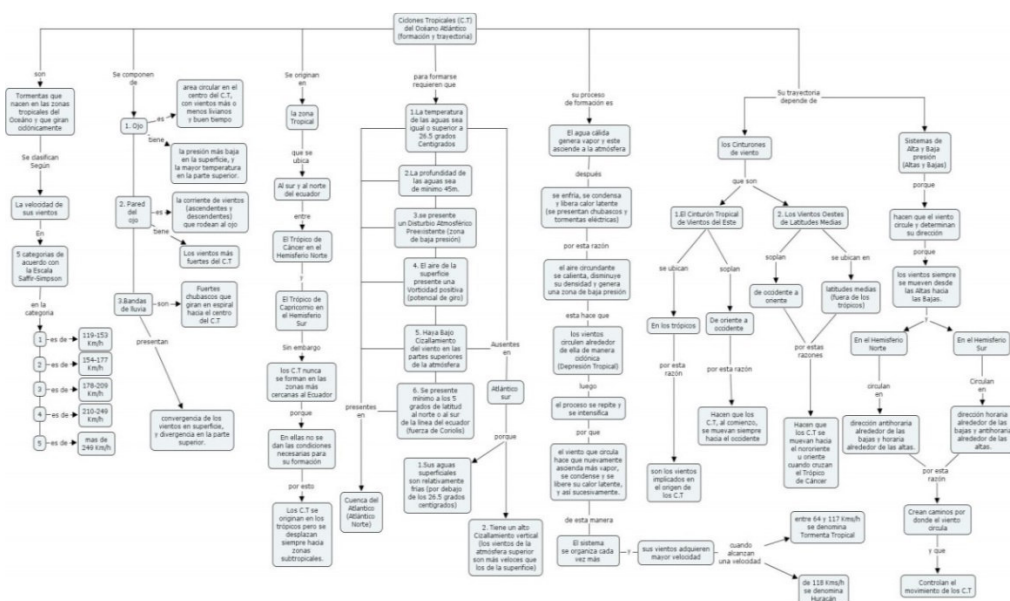 Ciclones Tropicales (C.T)
del Océano Atlántico
(formación y trayectoria)
son
Tormentas que
nacen en las zonas
tropicales del
Océano y que giran
ciclónicamente
Se clasifican
Según
La velocidad de
sus vientos
En
5 categorias de
acuerdo con la
Escala
Saffir-Simpson
en la
categoria
1
es de
119-153
Km/h
2
es de
154-177
Km/h
3
es de
178-209
Km/h
4
es de
210-249
Km/h
5
es de
mas de
249 Km/h
Se componen
de
1. Ojo
es
area circular en el
centro del C.T,
con vientos más o
menos livianos
y buen tiempo
tiene
la presión más baja
en la superficie, y
la mayor temperatura
en la parte superior.
2. Pared
del
ojo
es
la corriente de vientos
(ascendentes y
descendentes)
que rodean al ojo
tiene
Los vientos más
fuertes del C.T
3.Bandas
de lluvia
son
Fuertes
chubascos que
giran en espiral
hacia el centro
del C.T
presentan
convergencia de los
vientos en superficie,
y divergencia en la
parte superior.
Se originan
en
la zona
Tropical
que se
ubica
Al sur y al norte
del ecuador
entre
El Trópico de
Cáncer en el
Hemisferio Norte
El Trópico de
Capricornio en
el Hemisferio
Sur
Sin embargo
los C.T nunca
se forman en las
zonas más
cercanas al Ecuador
porque
En ellas no se
dan las condiciones
necesarias para
su formación
por esto
Los C.T se
originan en los
trópicos pero se
desplazan
siempre hacia
zonas
subtropicales.
para formarse
requieren que
1.La temperatura
de las aguas sea
igual o superior a
26.5 grados
Centigrados
2.La profundidad de
las aguas sea
de minimo 45m.
3.se presente
un Disturbio Atmosférico
Preexistente (zona
de baja presión)
4. El aire de la
superficie
presente una
Vorticidad positiva
(potencial de giro)
5. Haya Bajo
Cizallamiento
del viento en las
partes superiores
de la atmósfera
6. Se presente
mínimo a los 5
grados de latitud
al norte o al sur
de la línea del ecuador
(fuerza de Coriolis)
presentes
en
Cuenca del
Atlantico
(Atlántico
Norte)
Ausentes
en
Atlántico
sur
porque
1.Sus aguas
superficiales
son relativamente
frías (por debajo
de los 26.5 grados
centigrados)
2. Tiene un alto
Cizallamiento vertical
(los vientos de la
atmósfera superior
son más veloces que
los de la superficie)
su proceso
de formación es
El agua cálida
genera vapor y este
asciende a la atmósfera
después
se enfría, se condensa
y libera calor latente
(se presentan chubascos y
tormentas eléctricas)
por esta razón
el aire circundante
se calienta, disminuye
su densidad y genera
una zona de baja presión
esta hace que
los vientos
circulen alrededor
de ella de manera
ciclónica
(Depresión Tropical)
luego
el proceso se repite y
se intensifica
por que
el viento que circula
hace que nuevamente
ascienda más vapor,
se condense y se
libere su calor latente,
y así sucesivamente.
de esta manera
El sistema
se organiza cada
vez más
y
sus vientos adquieren
mayor velocidad
cuando
alcanzan
una velocidad
entre 64 y 117 Kms/h
se denomina
Tormenta Tropical
de 118 Kms/h
se denomina
Huracán
Su trayectoria
depende de
los Cinturones
de viento
que son
1.El Cinturón Tropical
de Vientos del Este
se ubican
En los trópicos
por esta
razón
son los vientos
implicados en
el origen de los
C.T
soplan
De oriente a
occidente
por esta razón
Hacen que los
C.T, al comienzo,
se muevan siempre
hacia el occidente
2. Los Vientos Oestes
de Latitudes Medias
soplan
de occidente a
oriente
se ubican en
latitudes medias
(fuera de los
trópicos)
por estas
razones
Hacen que
los C.T se
muevan hacia
el nororiente
u oriente
cuando cruzan
el Trópico
de Cáncer
Sistemas de
Alta y Baja
presión
(Altas y Bajas)
porque
hacen que el viento
circule y determinan
su dirección
los vientos siempre
se mueven desde
las Altas hacia
las Bajas.
y
En el Hemisferio
Norte
circulan
en
dirección antihoraria
alrededor de las
bajas y horaria
alrededor de las altas.
En el Hemisferio
Sur
Circulan
en
dirección horaria
alrededor de las
bajas y antihoraria
alrededor de las
altas.
por esta
razón
Crean caminos por
donde el viento
circula
y que
Controlan el
movimiento de los C.T